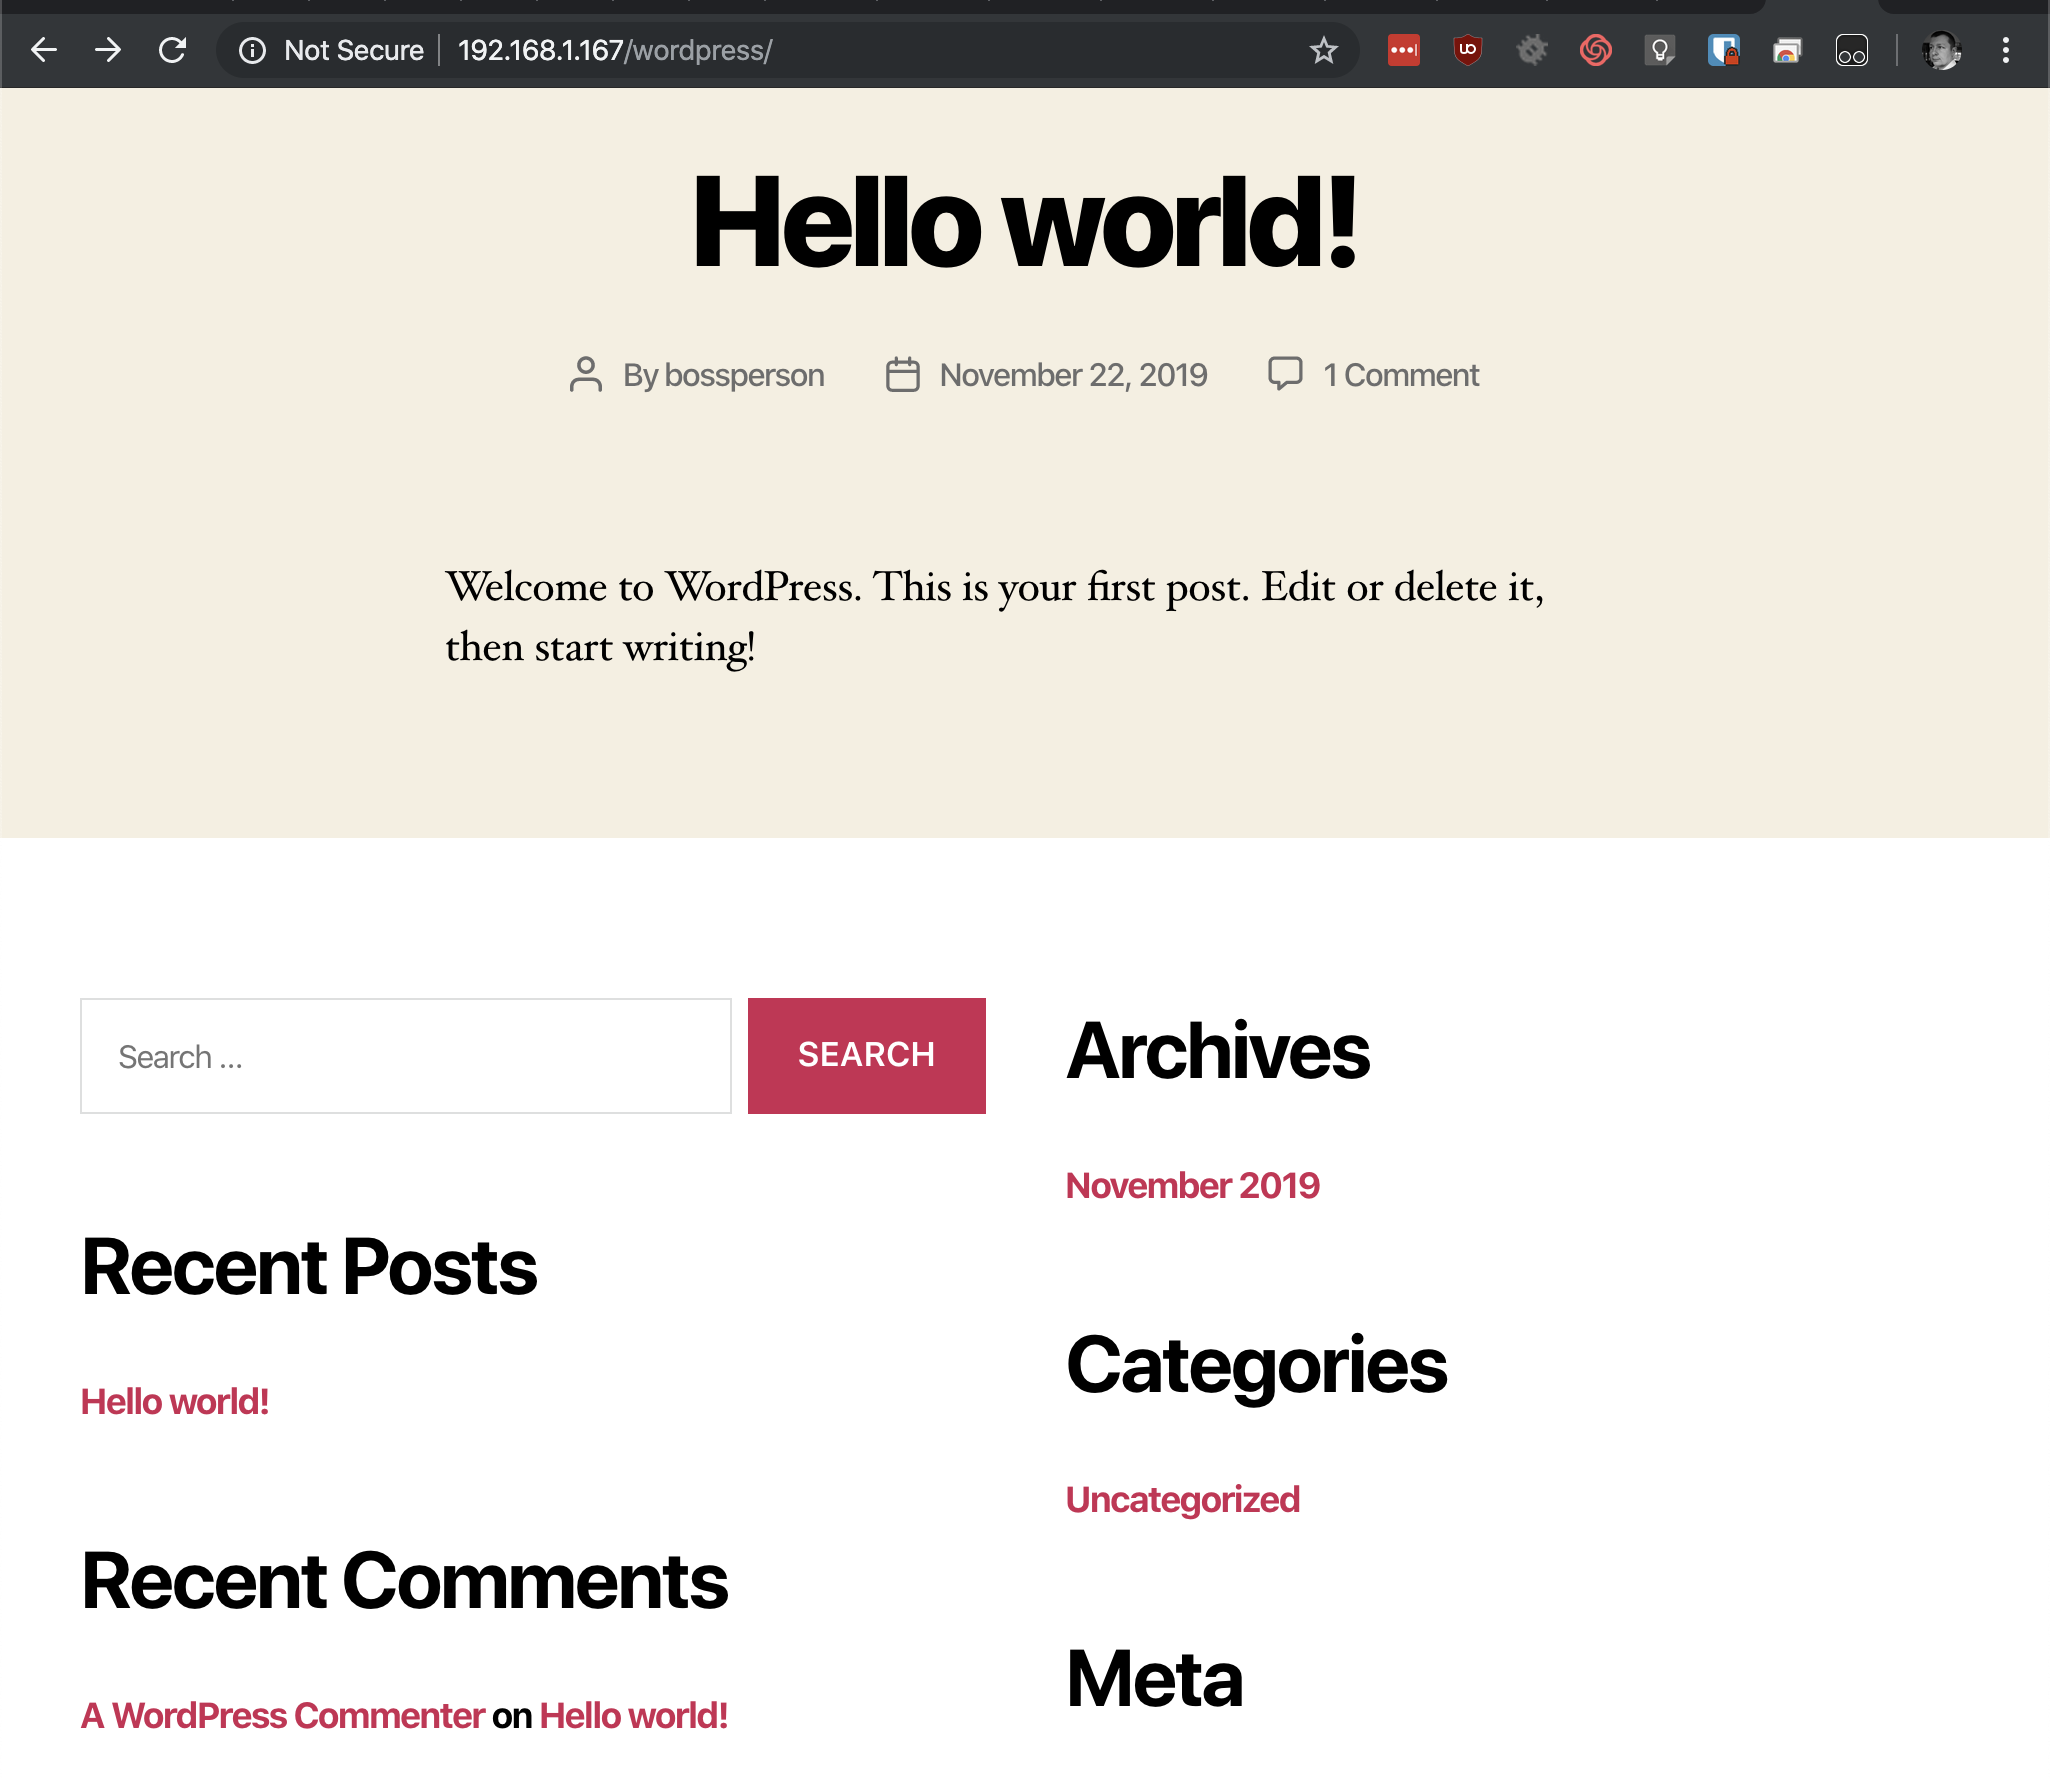 Not Secure | 192.168.1.167/wordpress/
Hello world!
By bossperson November 22, 2019 1 Comment
Welcome to WordPress. This is your first post. Edit or delete it,
then start writing!
Search …
SEARCH
Recent Posts
Hello world!
Recent Comments
A WordPress Commenter on Hello world!
Archives
November 2019
Categories
Uncategorized
Meta